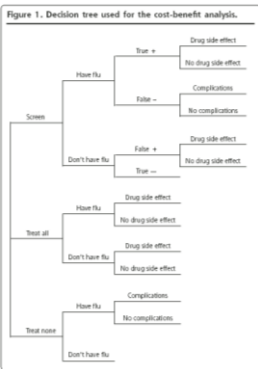 Figure 1. Decision tree used for the cost-benefit analysis.
Drug side effect
True +
No drug side effect
Have flu
Complications
False −
No complications
Screen
Drug side effect
False +
No drug side effect
Don't have flu
True —
Drug side effect
Have flu
No drug side effect
Treat all
Drug side effect
Don't have flu
No drug side effect
Complications
Have flu
No complications
Treat none
Don't have flu